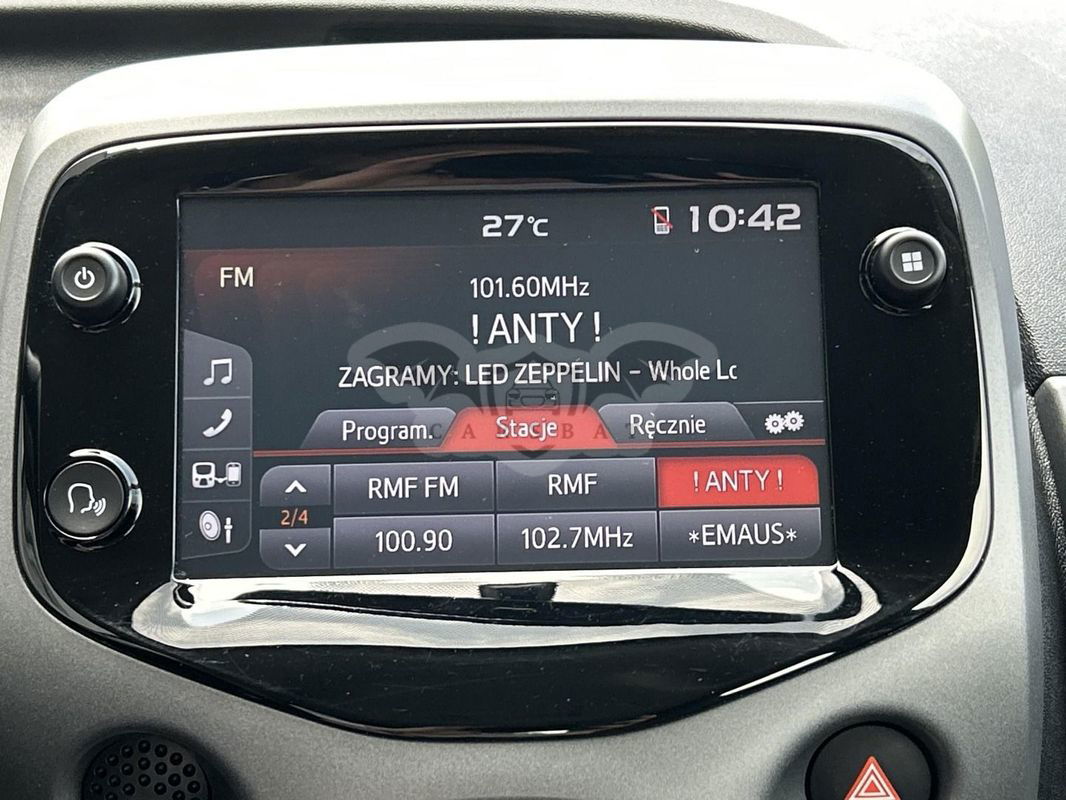 27°C 10:42
FM
101.60MHz
! ANTY !
ZAGRAMY: LED ZEPPELIN - Whole Lc
Program. Stacje Ręcznie
RMF FM RMF ! ANTY !
2/4
100.90 102.7MHz *EMAUS*